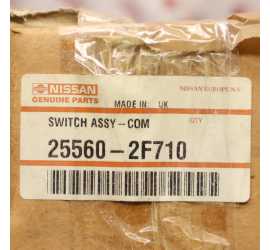 NISSAN
GENUINE PARTS
NISSAN EUROPE N.V.
MADE IN UK
SWITCH ASSY-COM
QTY
25560-2F710